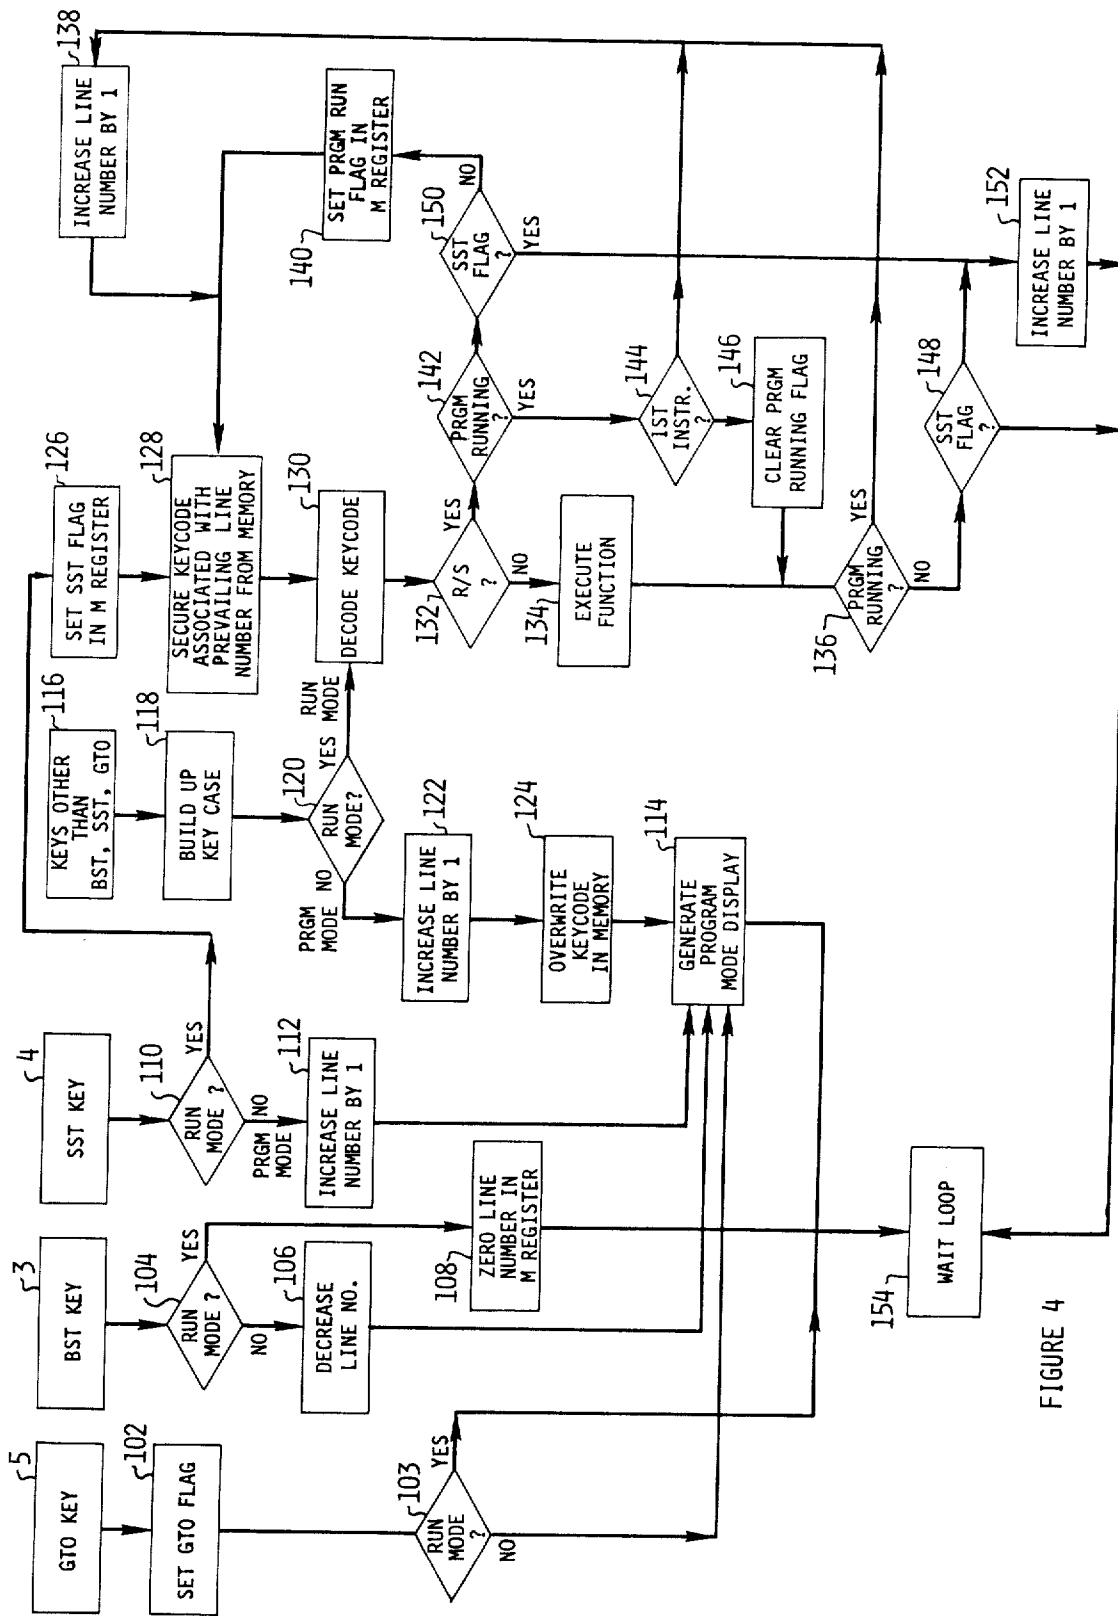 5
GTO KEY
102
SET GTO FLAG
103
RUN
MODE
?
YES
NO
3
BST KEY
104
RUN
MODE?
YES
NO
106
DECREASE
LINE NO.
108
ZERO LINE
NUMBER IN
M REGISTER
4
SST KEY
110
RUN
MODE ?
YES
NO
PRGM
MODE
112
INCREASE LINE
NUMBER BY 1
116
KEYS OTHER
THAN
BST, SST, GTO
118
BUILD UP
KEY CASE
120
RUN
MODE?
YES
RUN
MODE
NO
PRGM
MODE
122
INCREASE LINE
NUMBER BY 1
124
OVERWRITE
KEYCODE
IN MEMORY
114
GENERATE
PROGRAM
MODE DISPLAY
126
SET SST FLAG
IN M REGISTER
128
SECURE KEYCODE
ASSOCIATED WITH
PREVAILING LINE
NUMBER FROM MEMORY
130
DECODE KEYCODE
132
R/S
?
YES
NO
134
EXECUTE
FUNCTION
136
PRGM
RUNNING
?
YES
NO
138
INCREASE LINE
NUMBER BY 1
140
SET PRGM RUN
FLAG IN
M REGISTER
142
PRGM
RUNNING
?
YES
150
SST
FLAG
?
NO
YES
144
1ST
INSTR.
?
146
CLEAR PRGM
RUNNING FLAG
148
SST
FLAG
?
152
INCREASE LINE
NUMBER BY 1
154
WAIT LOOP
FIGURE 4